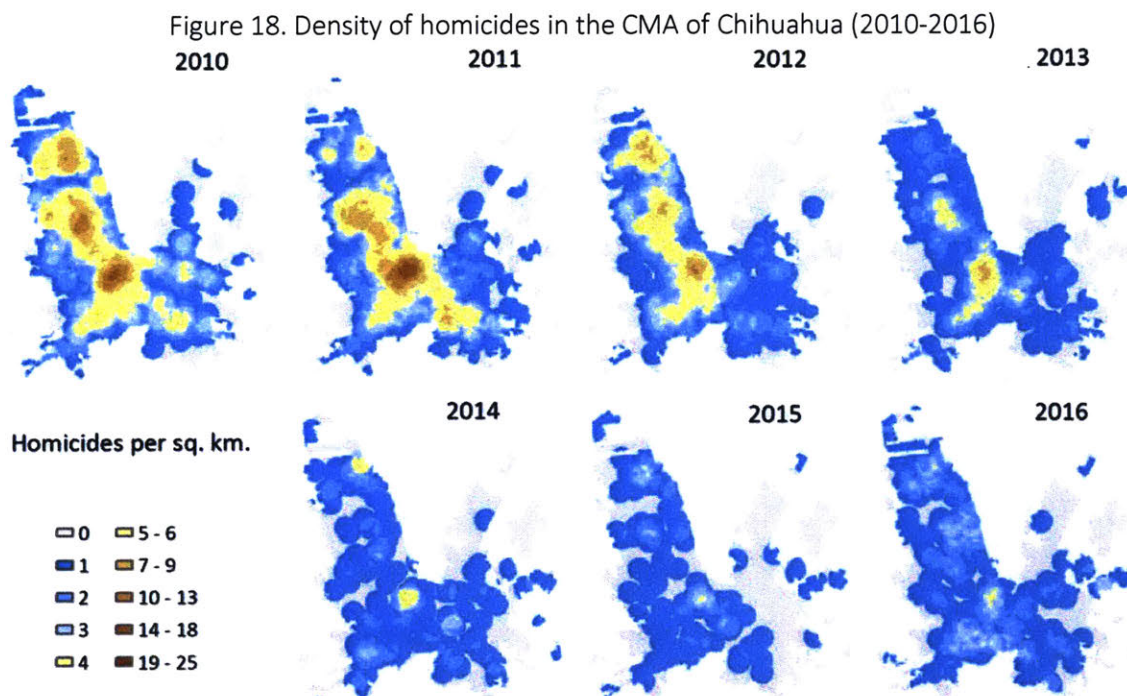 Figure 18. Density of homicides in the CMA of Chihuahua (2010-2016)
2010 2011 2012 2013
2014 2015 2016
Homicides per sq. km.
0 5 - 6
1 7 - 9
2 10 - 13
3 14 - 18
4 19 - 25